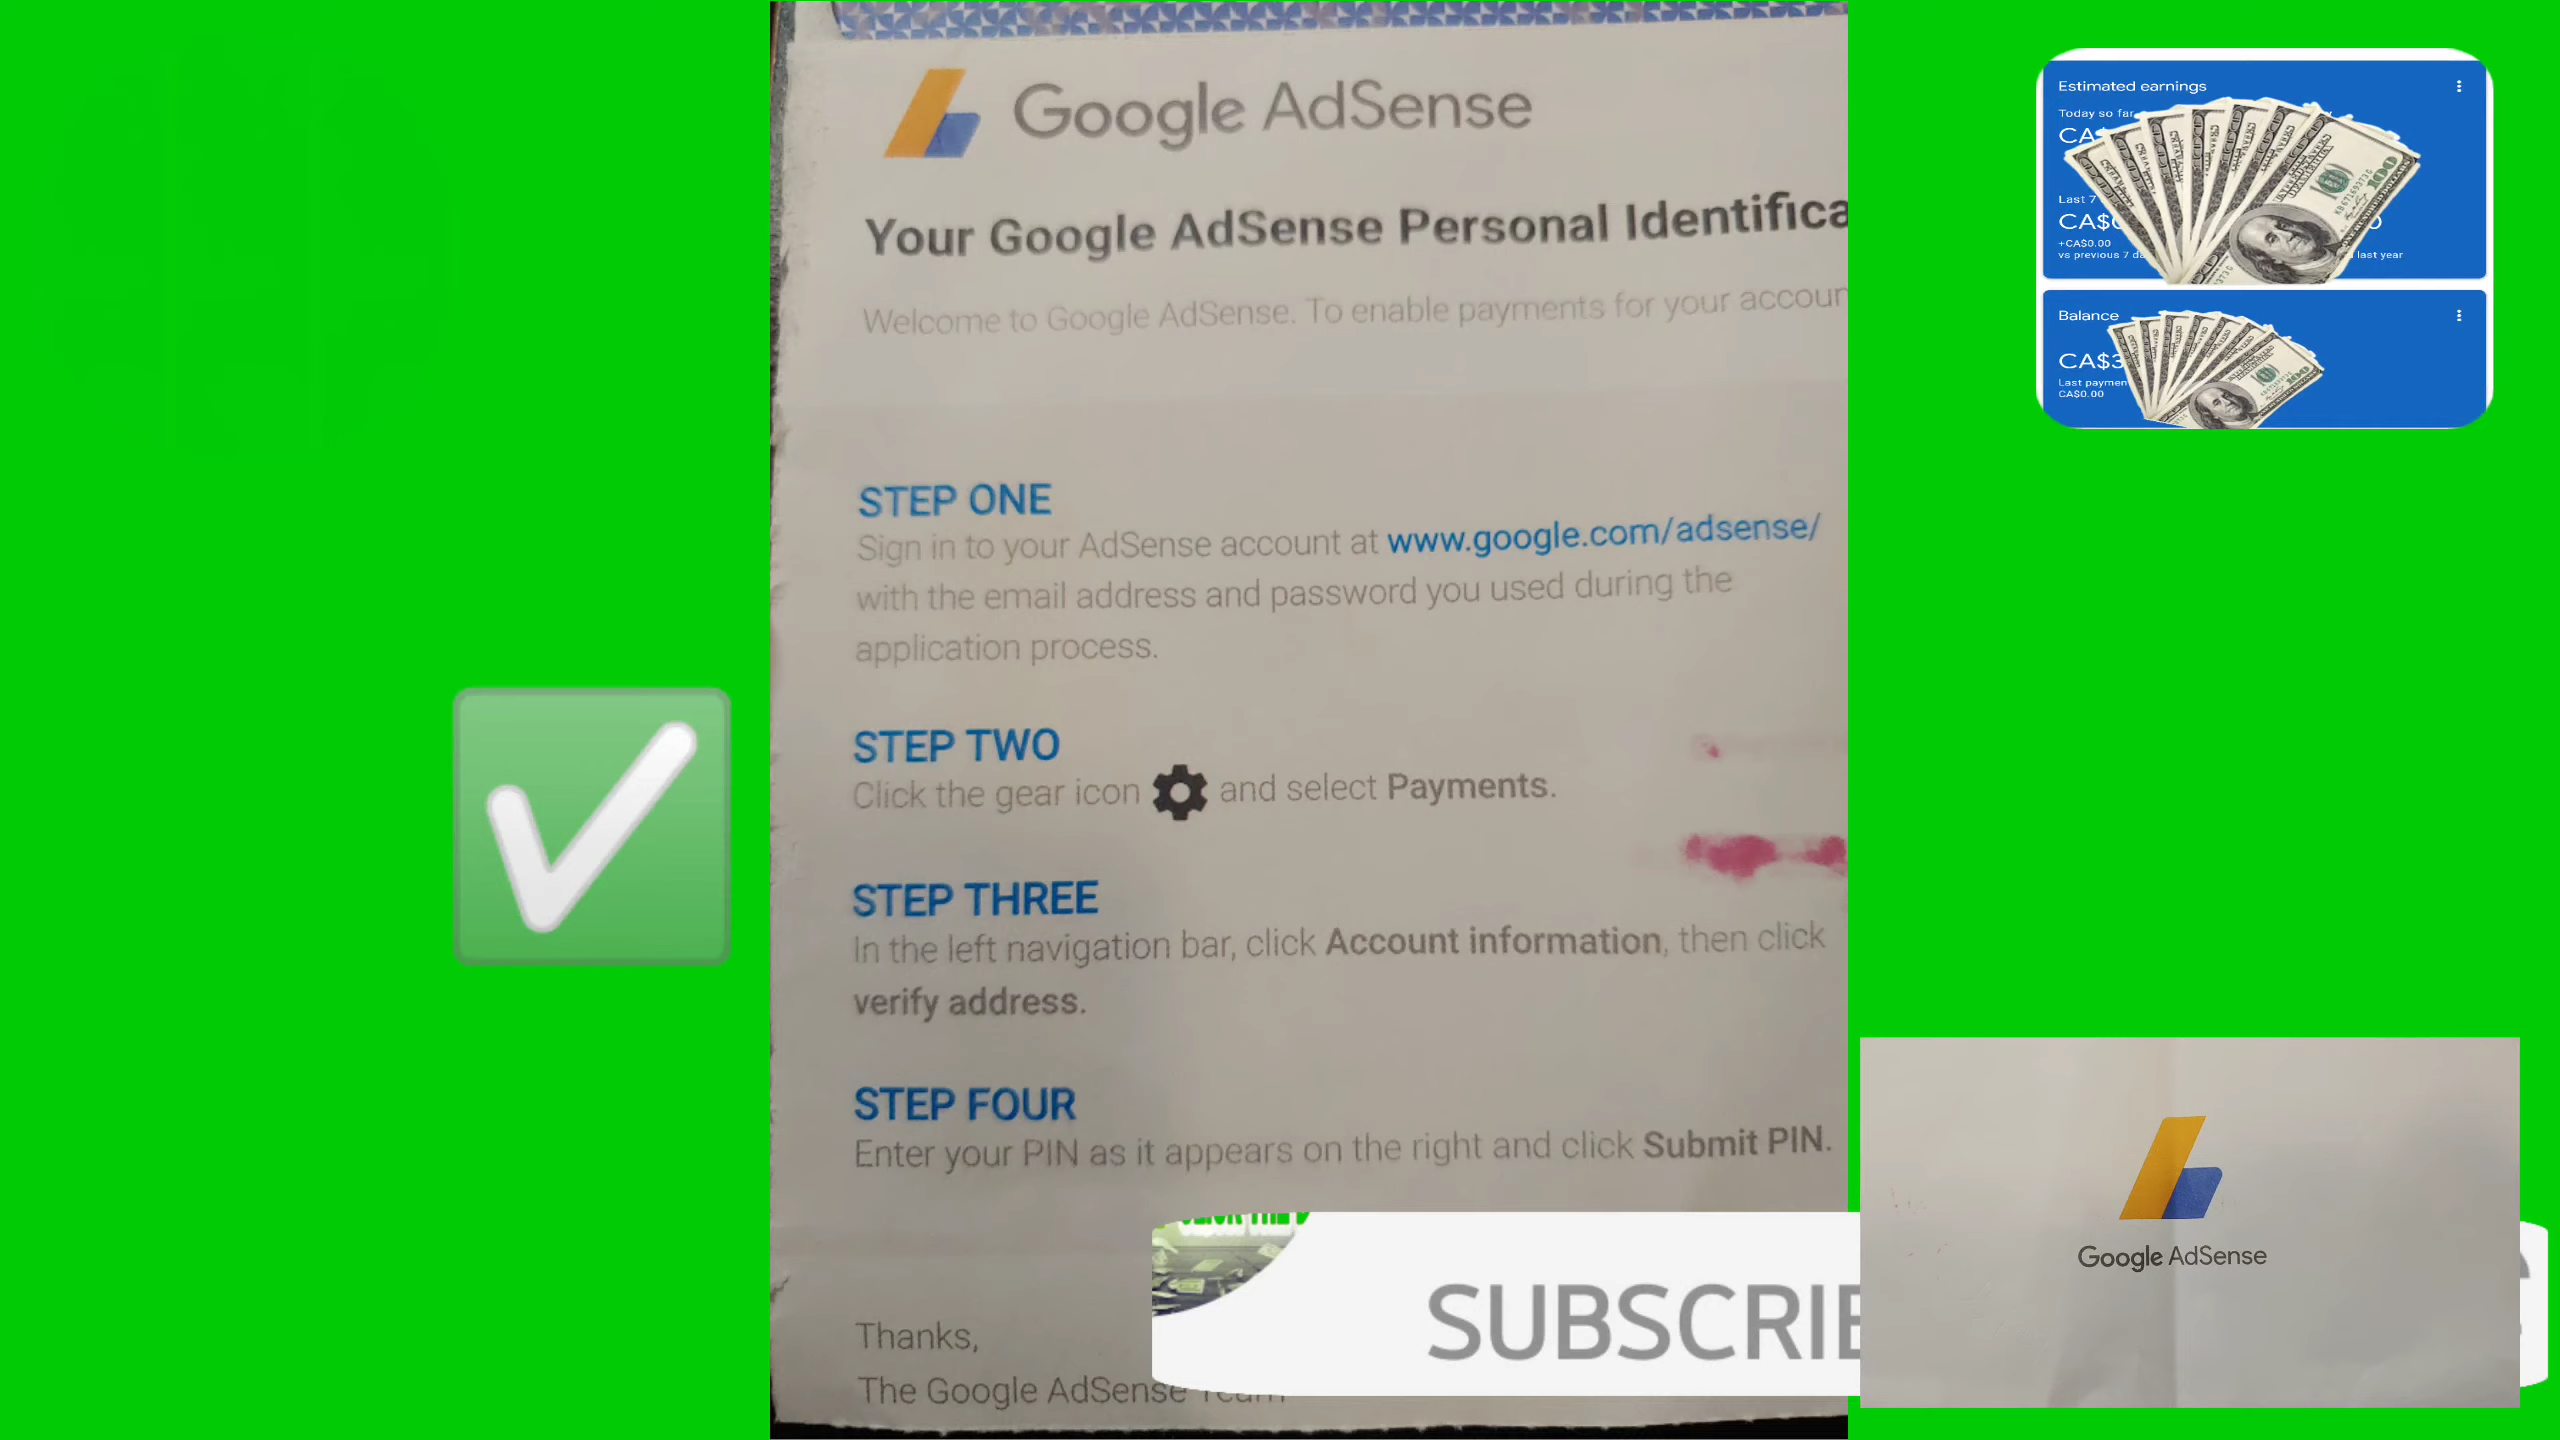 Google AdSense
Your Google AdSense Personal
Welcome to Google AdSense. To enable payments for your
STEP ONE
Sign in to your AdSense account at www.google.com/adsense/
with the email address and password you used during the
application process.
STEP TWO
Click the gear icon and select Payments.
STEP THREE
In the left navigation bar, click Account information, then click
verify address.
STEP FOUR
Enter your PIN as it appears on the right and click Submit PIN.
Thanks,
The Google AdSense Team
SUBSCRIB
Estimated earnings
Today so far
Last 7
+CA$0.00
vs previous 7
last year
Balance
CA$3
Last
CA$0.00
Google AdSense